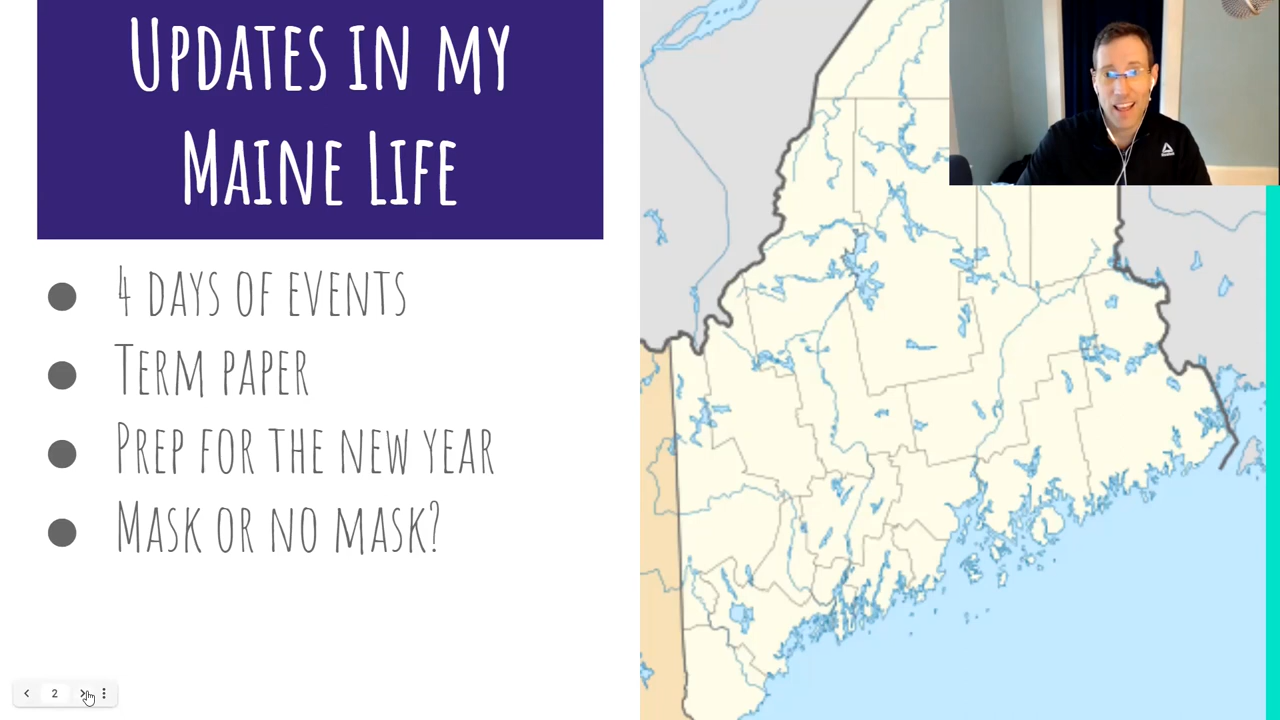 Updates in my
Maine Life
4 days of events
Term paper
Prep for the new year
Mask or no mask?
2